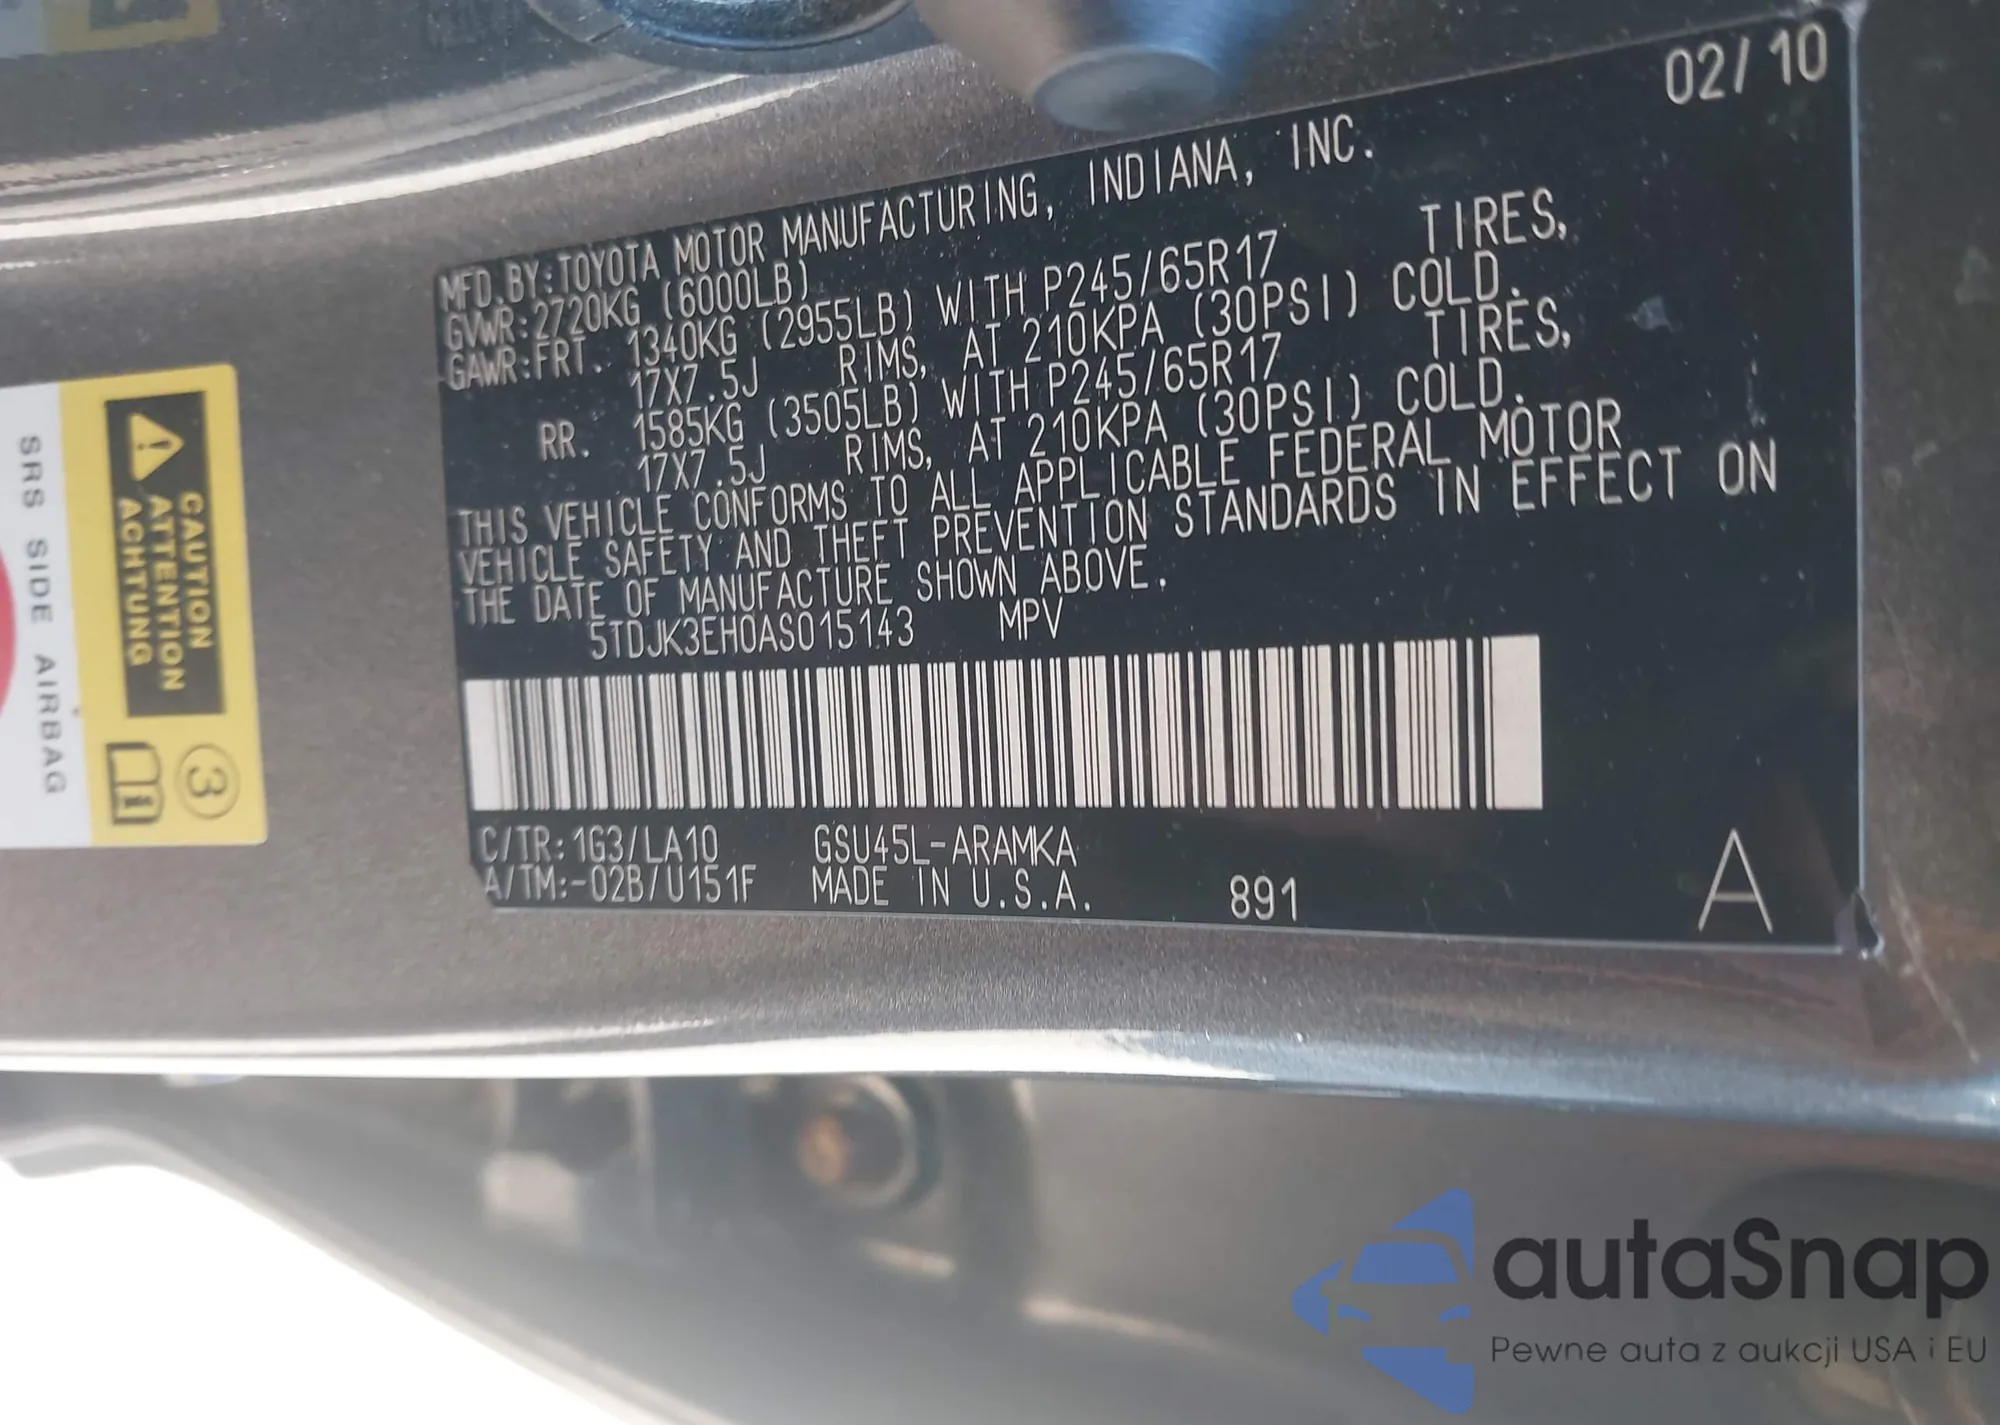 02/10
MFD.BY:TOYOTA MOTOR MANUFACTURING, INDIANA, INC.
GVWR:2720KG (6000LB)
GAWR:FRT. 1340KG (2955LB) WITH P245/65R17 TIRES,
17X7.5J RIMS, AT 210KPA (30PSI) COLD.
RR. 1585KG (3505LB) WITH P245/65R17 TIRES,
17X7.5J RIMS, AT 210KPA (30PSI) COLD.
THIS VEHICLE CONFORMS TO ALL APPLICABLE FEDERAL MOTOR
VEHICLE SAFETY AND THEFT PREVENTION STANDARDS IN EFFECT ON
THE DATE OF MANUFACTURE SHOWN ABOVE.
5TDJK3EH0AS015143 MPV
C/TR:1G3/LA10 GSU45L-ARAMKA
A/TM:-02B/U151F MADE IN U.S.A. 891
A
CAUTION
ATTENTION
ACHTUNG
3
SRS SIDE AIRBAG
autaSnap
Pewne auta z aukcji USA i EU